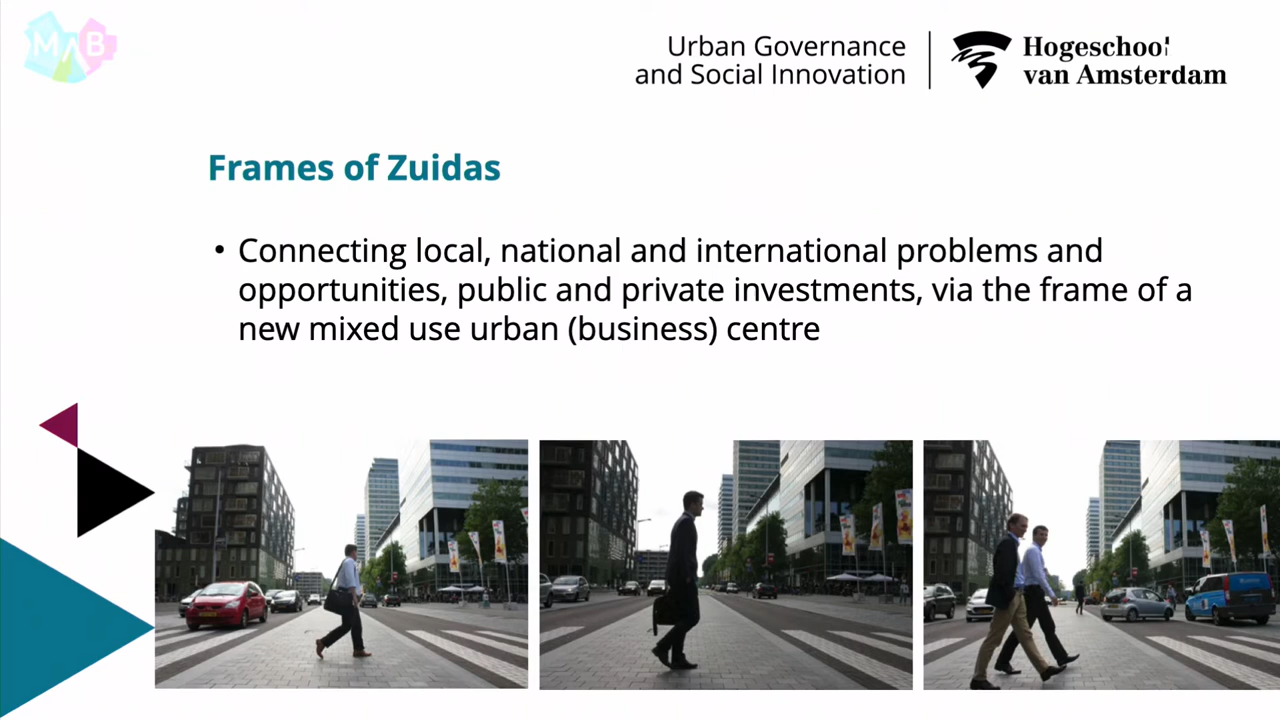 MAB
Urban Governance
and Social Innovation
Hogeschool
van Amsterdam
Frames of Zuidas
• Connecting local, national and international problems and
opportunities, public and private investments, via the frame of a
new mixed use urban (business) centre